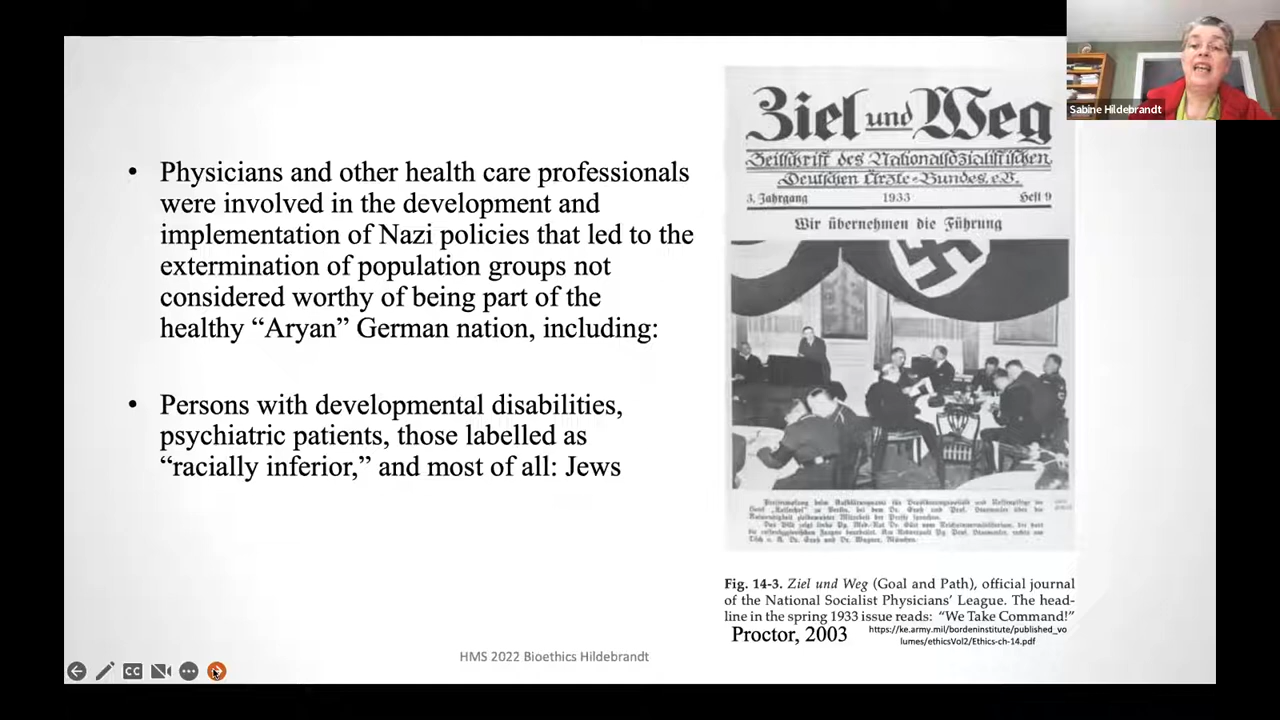 Sabine Hildebrandt
• Physicians and other health care professionals
were involved in the development and
implementation of Nazi policies that led to the
extermination of population groups not
considered worthy of being part of the
healthy “Aryan” German nation, including:
• Persons with developmental disabilities,
psychiatric patients, those labelled as
“racially inferior,” and most of all: Jews
Ziel und Weg
Zeitschrift des Nationalsozialistischen
Deutschen Ärzte-Bundes, e.V.
3. Jahrgang 1933 Heft 9
Wir übernehmen die Führung
Fig. 14-3. Ziel und Weg (Goal and Path), official journal
of the National Socialist Physicians’ League. The head-
line in the spring 1933 issue reads: “We Take Command!”
Proctor, 2003
https://ke.army.mil/bordeninstitute/published_vo
lumes/ethicsVol2/Ethics-ch-14.pdf
HMS 2022 Bioethics Hildebrandt
CC